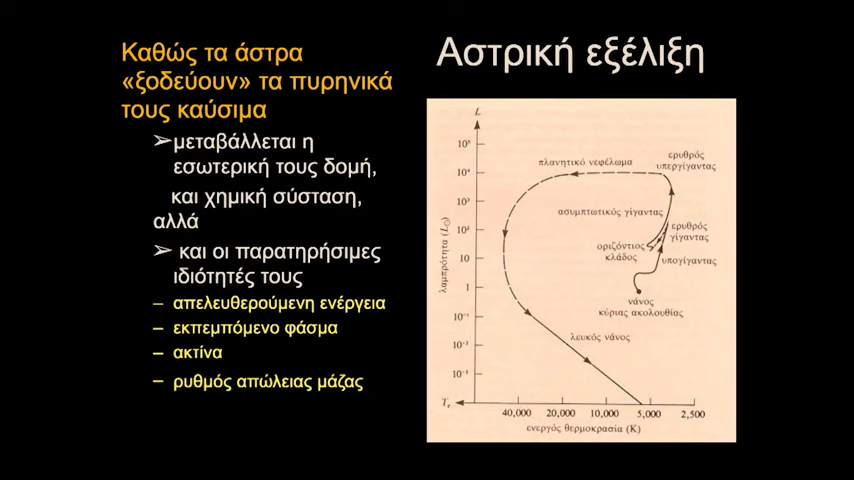 Αστρική εξέλιξη
Καθώς τα άστρα
«ξοδεύουν» τα πυρηνικά
τους καύσιμα
➢μεταβάλλεται η
εσωτερική τους δομή,
και χημική σύσταση,
αλλά
➢ και οι παρατηρήσιμες
ιδιότητές τους
– απελευθερούμενη ενέργεια
– εκπεμπόμενο φάσμα
– ακτίνα
– ρυθμός απώλειας μάζας
L
10⁵
10⁴
10³
10²
10
1
10⁻¹
10⁻²
10⁻³
λαμπρότητα (L☉)
πλανητικό νεφέλωμα
ερυθρός
υπεργίγαντας
ασυμπτωτικός γίγαντας
ερυθρός
γίγαντας
οριζόντιος
κλάδος
υπογίγαντας
νάνος
κύριας ακολουθίας
λευκός νάνος
Tₑ
40,000 20,000 10,000 5,000 2,500
ενεργός θερμοκρασία (K)